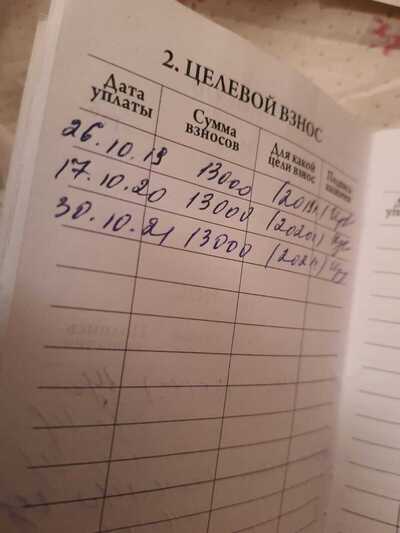 2. ЦЕЛЕВОЙ ВЗНОС
Дата уплаты Сумма взносов Для какой цели взнос Подпись
26.10.19 13000 (2019г)
17.10.20 13000 (2020г)
30.10.21 13000 (2021г)